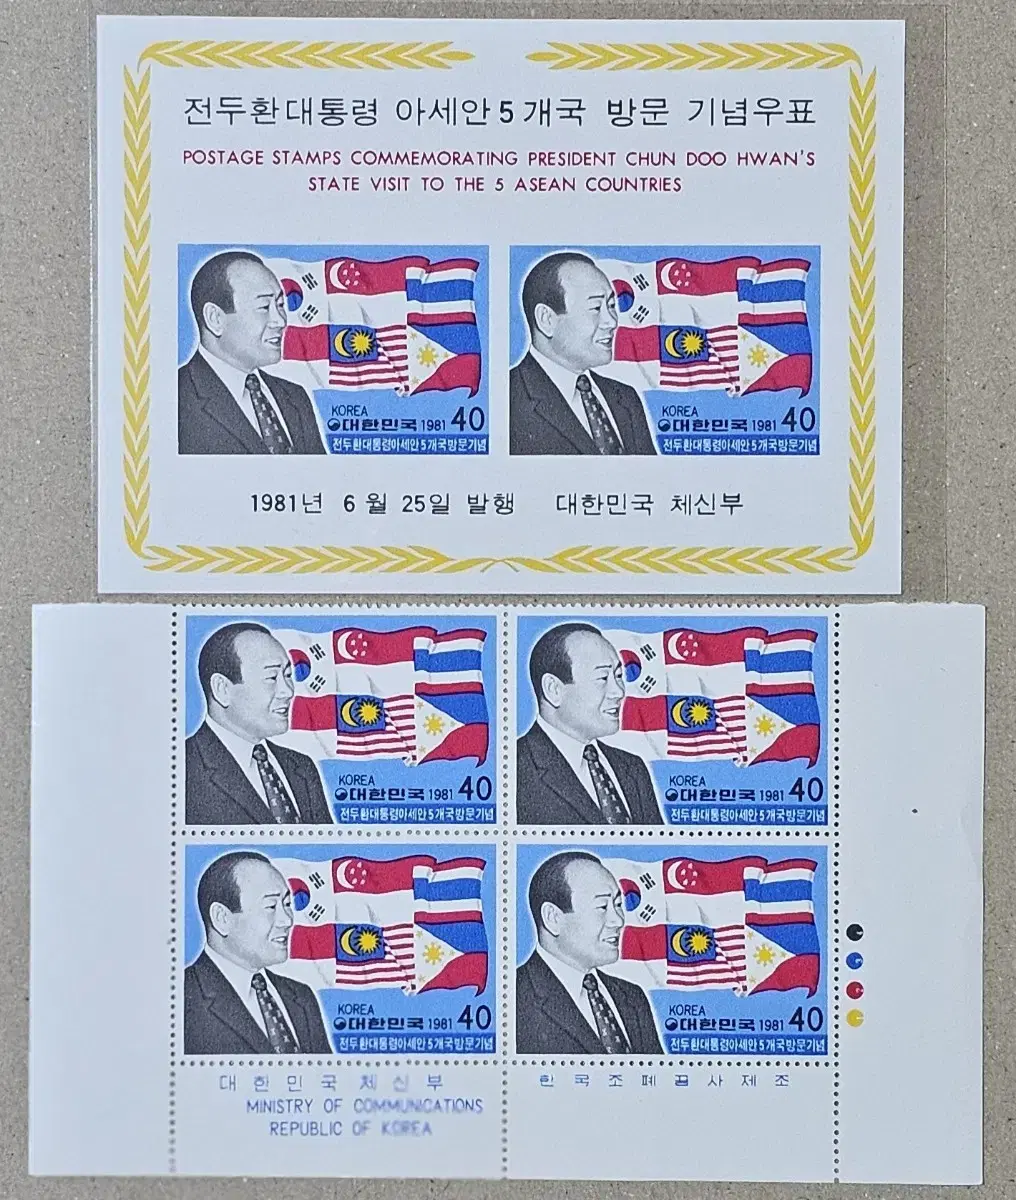 전두환대통령 아세안5개국 방문 기념우표
POSTAGE STAMPS COMMEMORATING PRESIDENT CHUN DOO HWAN'S
STATE VISIT TO THE 5 ASEAN COUNTRIES
KOREA
대한민국 1981 40
전두환대통령아세안5개국방문기념
KOREA
대한민국 1981 40
전두환대통령아세안5개국방문기념
1981년 6월 25일 발행 대한민국 체신부
KOREA
대한민국 1981 40
전두환대통령아세안5개국방문기념
KOREA
대한민국 1981 40
전두환대통령아세안5개국방문기념
KOREA
대한민국 1981 40
전두환대통령아세안5개국방문기념
KOREA
대한민국 1981 40
전두환대통령아세안5개국방문기념
대한민국체신부
MINISTRY OF COMMUNICATIONS
REPUBLIC OF KOREA
한국조폐공사제조